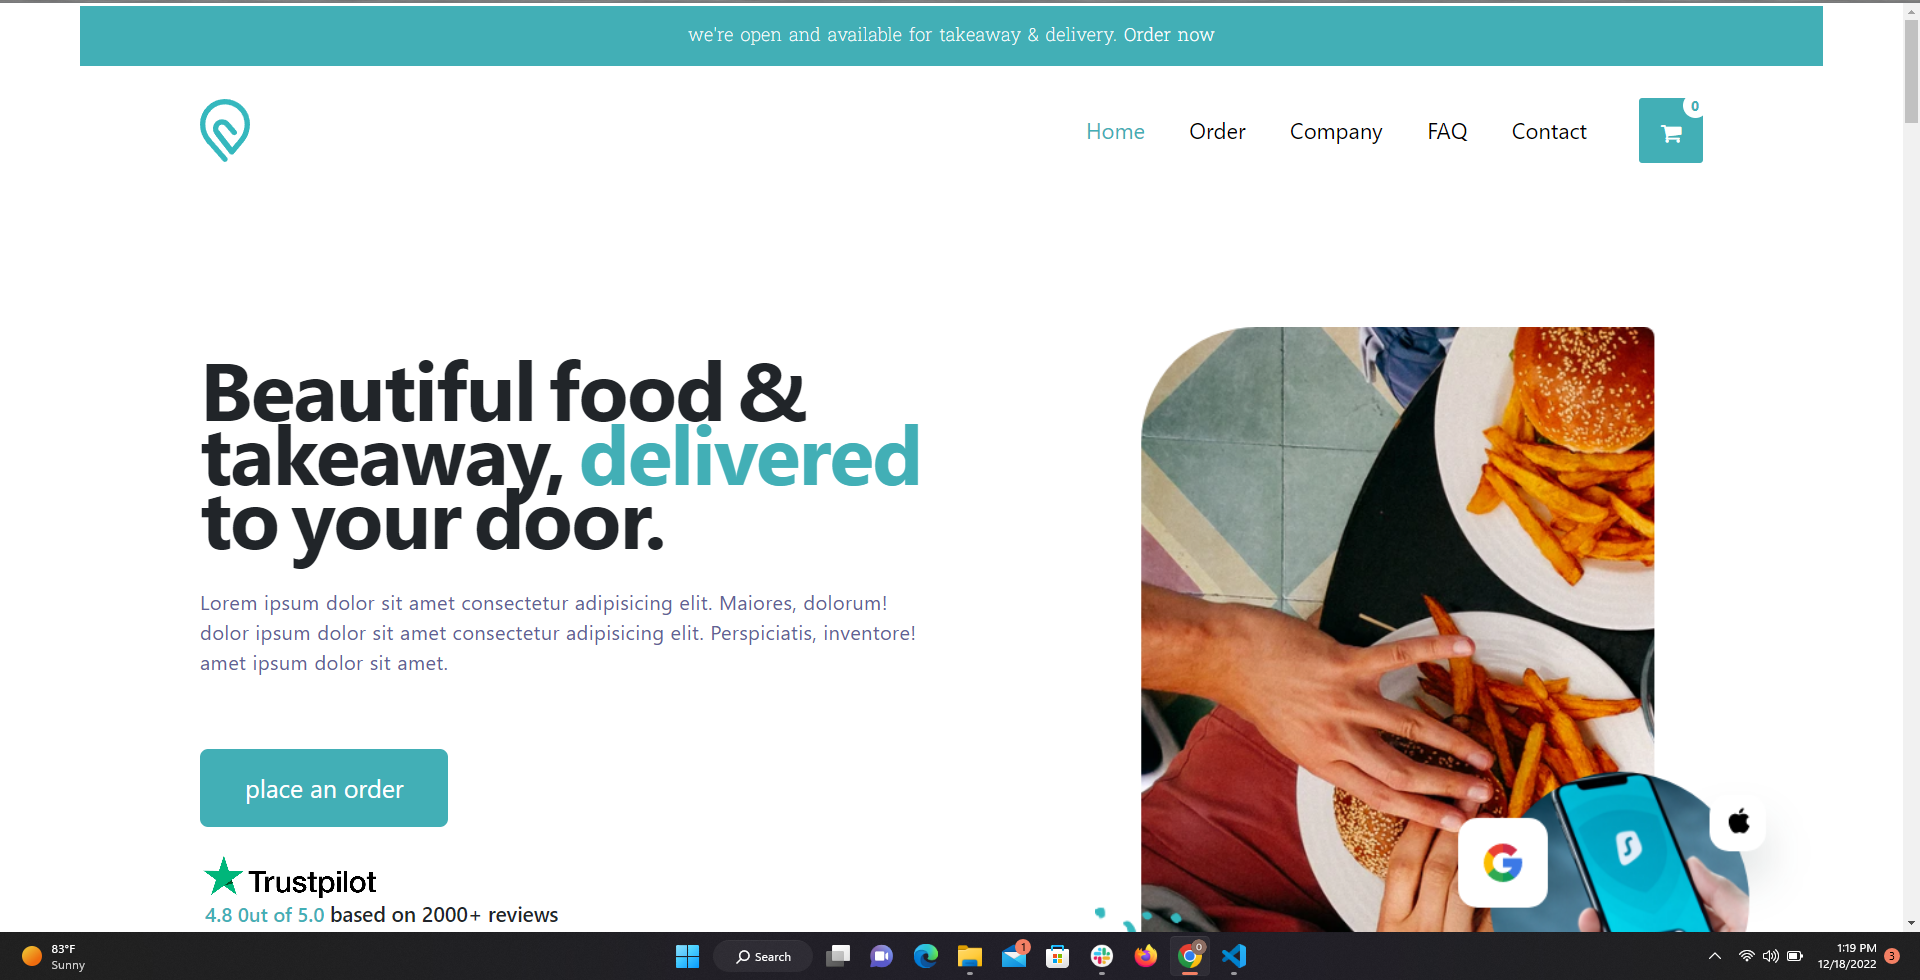 we're open and available for takeaway & delivery. Order now
0
Home Order Company FAQ Contact
Beautiful food &
takeaway, delivered
to your door.
Lorem ipsum dolor sit amet consectetur adipisicing elit. Maiores, dolorum!
dolor ipsum dolor sit amet consectetur adipisicing elit. Perspiciatis, inventore!
amet ipsum dolor sit amet.
place an order
Trustpilot
4.8 0ut of 5.0 based on 2000+ reviews
G
S
83°F
Sunny
Search
1
0
1:19 PM
12/18/2022
3